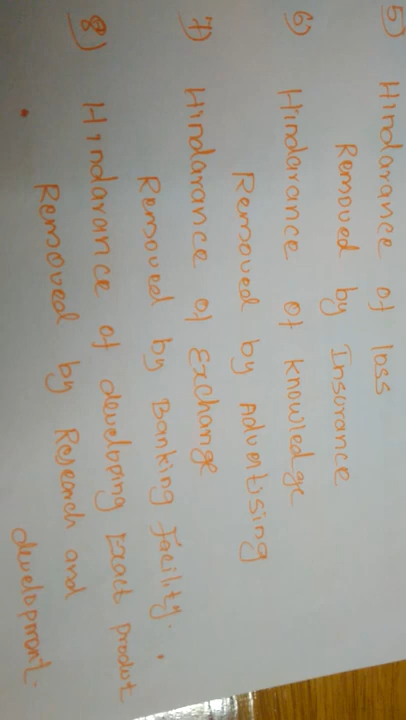 5) Hindarance of loss
Removed by Insurance
6) Hindarance of knowledge
Removed by Advertising
7) Hindarance of Exchange
Removed by Banking facility.
8) Hindarance of developing Exact produt
Removed by Research and
development.